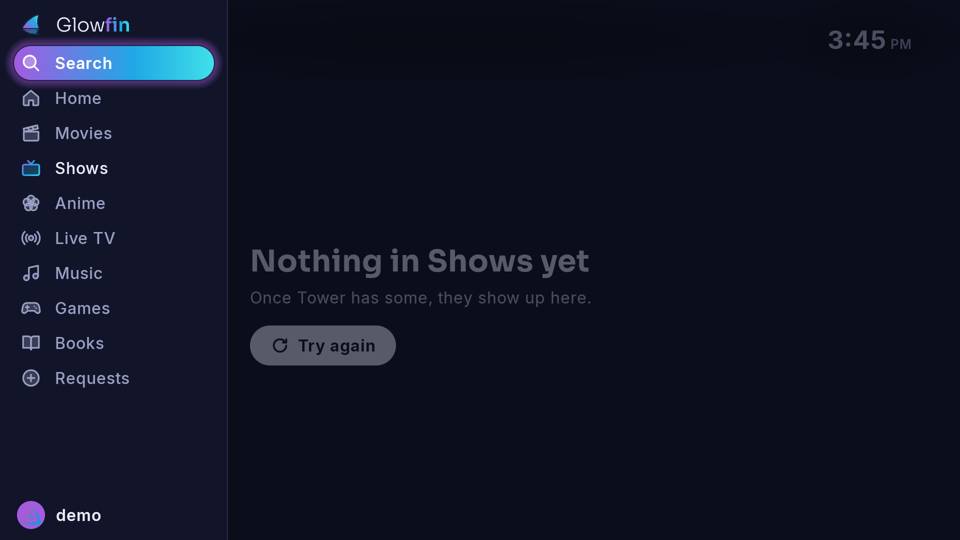 Glowfin
Search
Home
Movies
Shows
Anime
Live TV
Music
Games
Books
Requests
demo
3:45 PM
Nothing in Shows yet
Once Tower has some, they show up here.
Try again